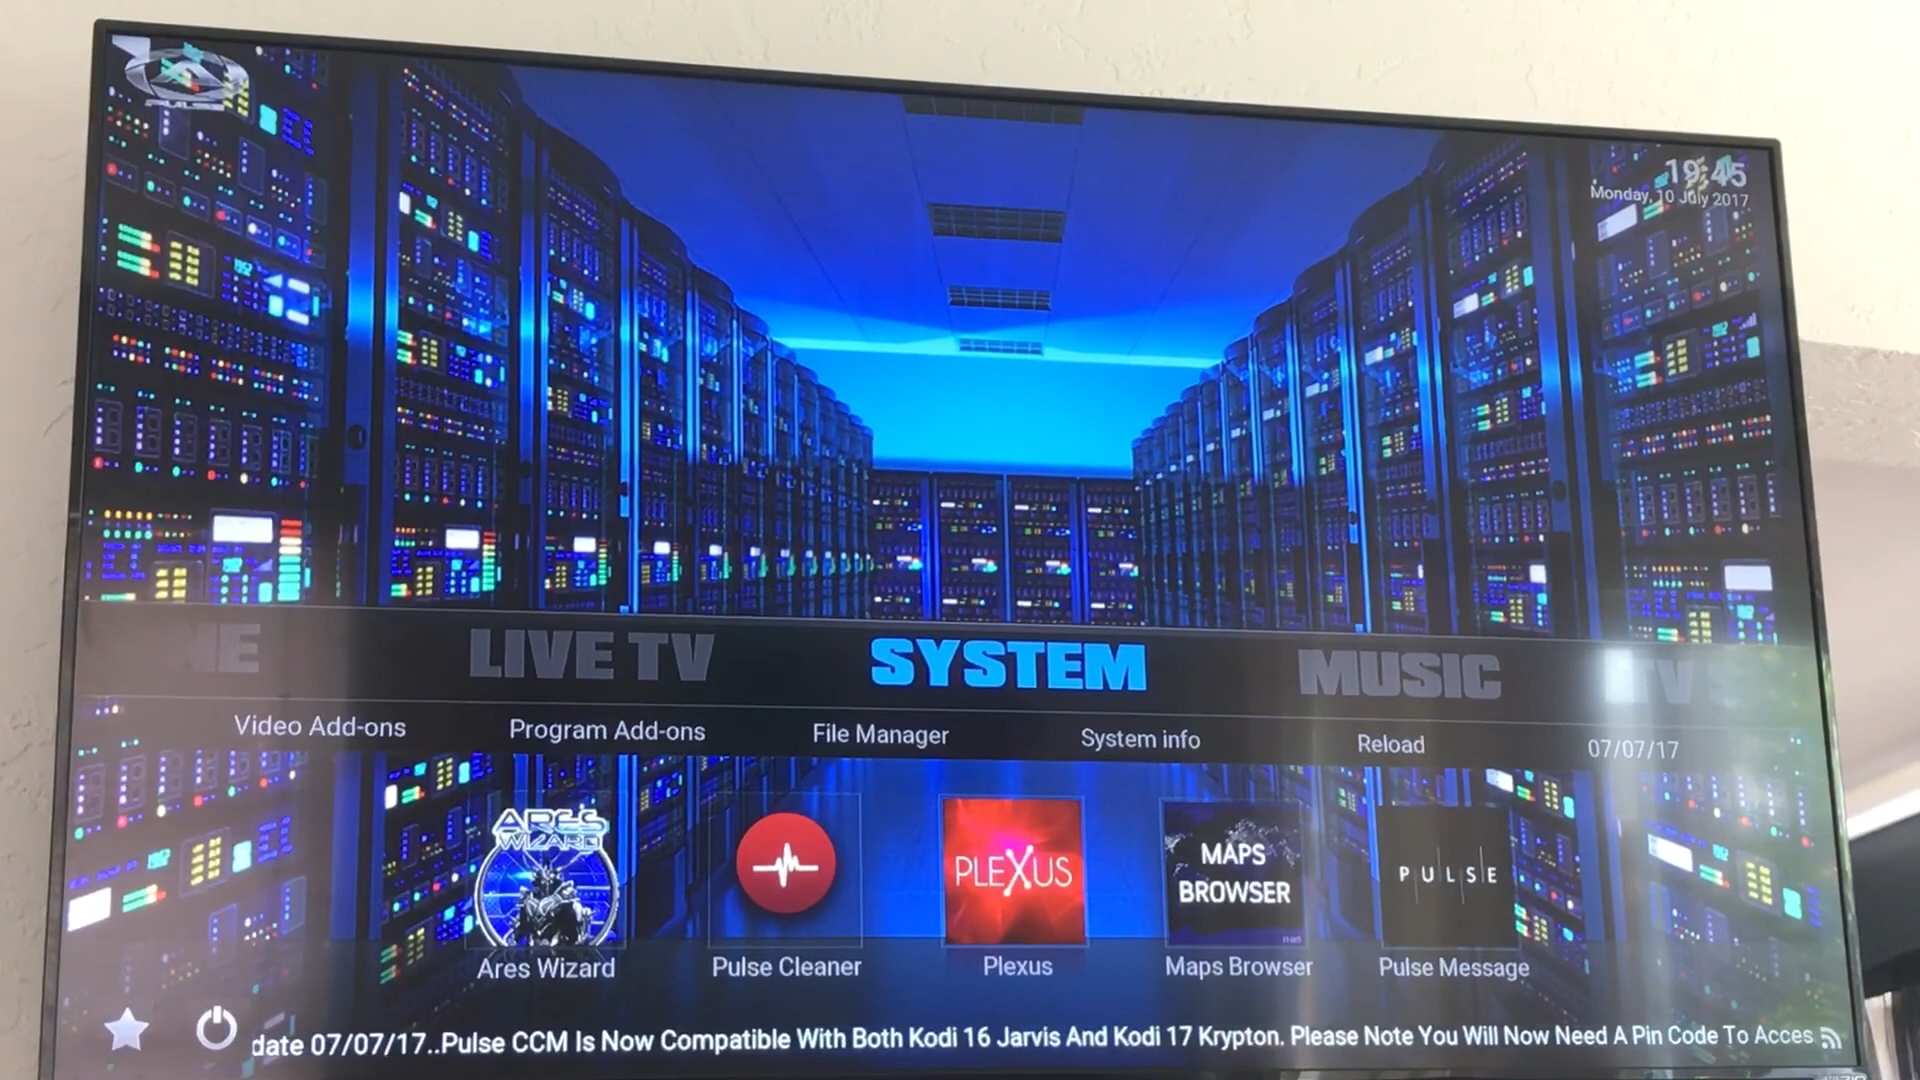 PULSE
19:45
Monday, 10 July 2017
NE LIVE TV SYSTEM MUSIC TV S
Video Add-ons Program Add-ons File Manager System info Reload 07/07/17
ARES
WIZARD
PLEXUS
MAPS
BROWSER
PULSE
Ares Wizard Pulse Cleaner Plexus Maps Browser Pulse Message
date 07/07/17..Pulse CCM Is Now Compatible With Both Kodi 16 Jarvis And Kodi 17 Krypton. Please Note You Will Now Need A Pin Code To Acces